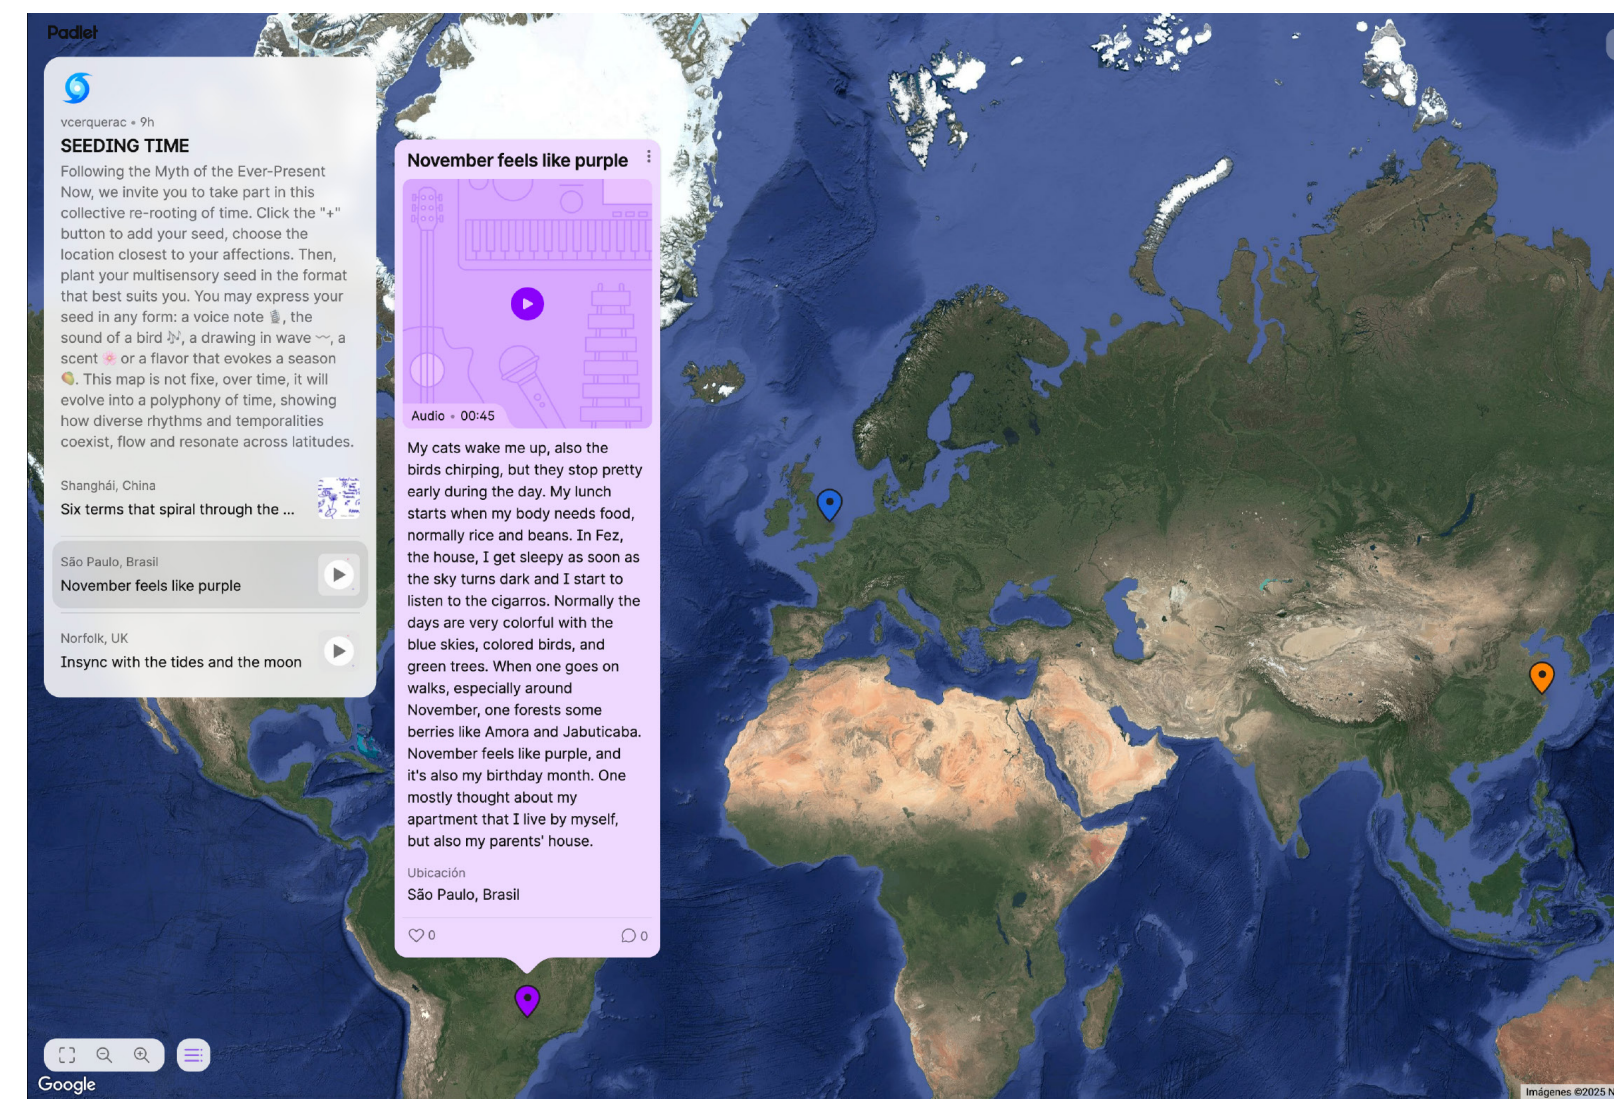 Padlet
vcerquerac • 9h
SEEDING TIME
Following the Myth of the Ever-Present
Now, we invite you to take part in this
collective re-rooting of time. Click the "+"
button to add your seed, choose the
location closest to your affections. Then,
plant your multisensory seed in the format
that best suits you. You may express your
seed in any form: a voice note 🎙️, the
sound of a bird 🎶, a drawing in wave 〰️, a
scent 🌸 or a flavor that evokes a season
🥭. This map is not fixe, over time, it will
evolve into a polyphony of time, showing
how diverse rhythms and temporalities
coexist, flow and resonate across latitudes.
Shanghái, China
Six terms that spiral through the ...
São Paulo, Brasil
November feels like purple
Norfolk, UK
Insync with the tides and the moon
November feels like purple
Audio • 00:45
My cats wake me up, also the
birds chirping, but they stop pretty
early during the day. My lunch
starts when my body needs food,
normally rice and beans. In Fez,
the house, I get sleepy as soon as
the sky turns dark and I start to
listen to the cigarros. Normally the
days are very colorful with the
blue skies, colored birds, and
green trees. When one goes on
walks, especially around
November, one forests some
berries like Amora and Jabuticaba.
November feels like purple, and
it's also my birthday month. One
mostly thought about my
apartment that I live by myself,
but also my parents' house.
Ubicación
São Paulo, Brasil
0
0
Google
Imágenes ©2025 N